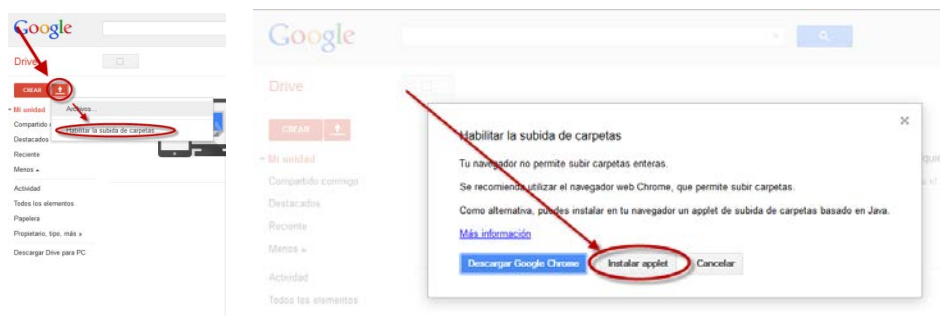 Google
Drive
CREAR
Archivos...
Habilitar la subida de carpetas
Mi unidad
Compartido
Destacados
Reciente
Menos
Actividad
Todos los elementos
Papelera
Propietario, tipo, más
Descargar Drive para PC
Google
Drive
CREAR
Mi unidad
Compartido conmigo
Destacados
Reciente
Menos
Actividad
Todos los elementos
Habilitar la subida de carpetas
Tu navegador no permite subir carpetas enteras.
Se recomienda utilizar el navegador web Chrome, que permite subir carpetas.
Como alternativa, puedes instalar en tu navegador un applet de subida de carpetas basado en Java.
Más información
Descargar Google Chrome Instalar applet Cancelar